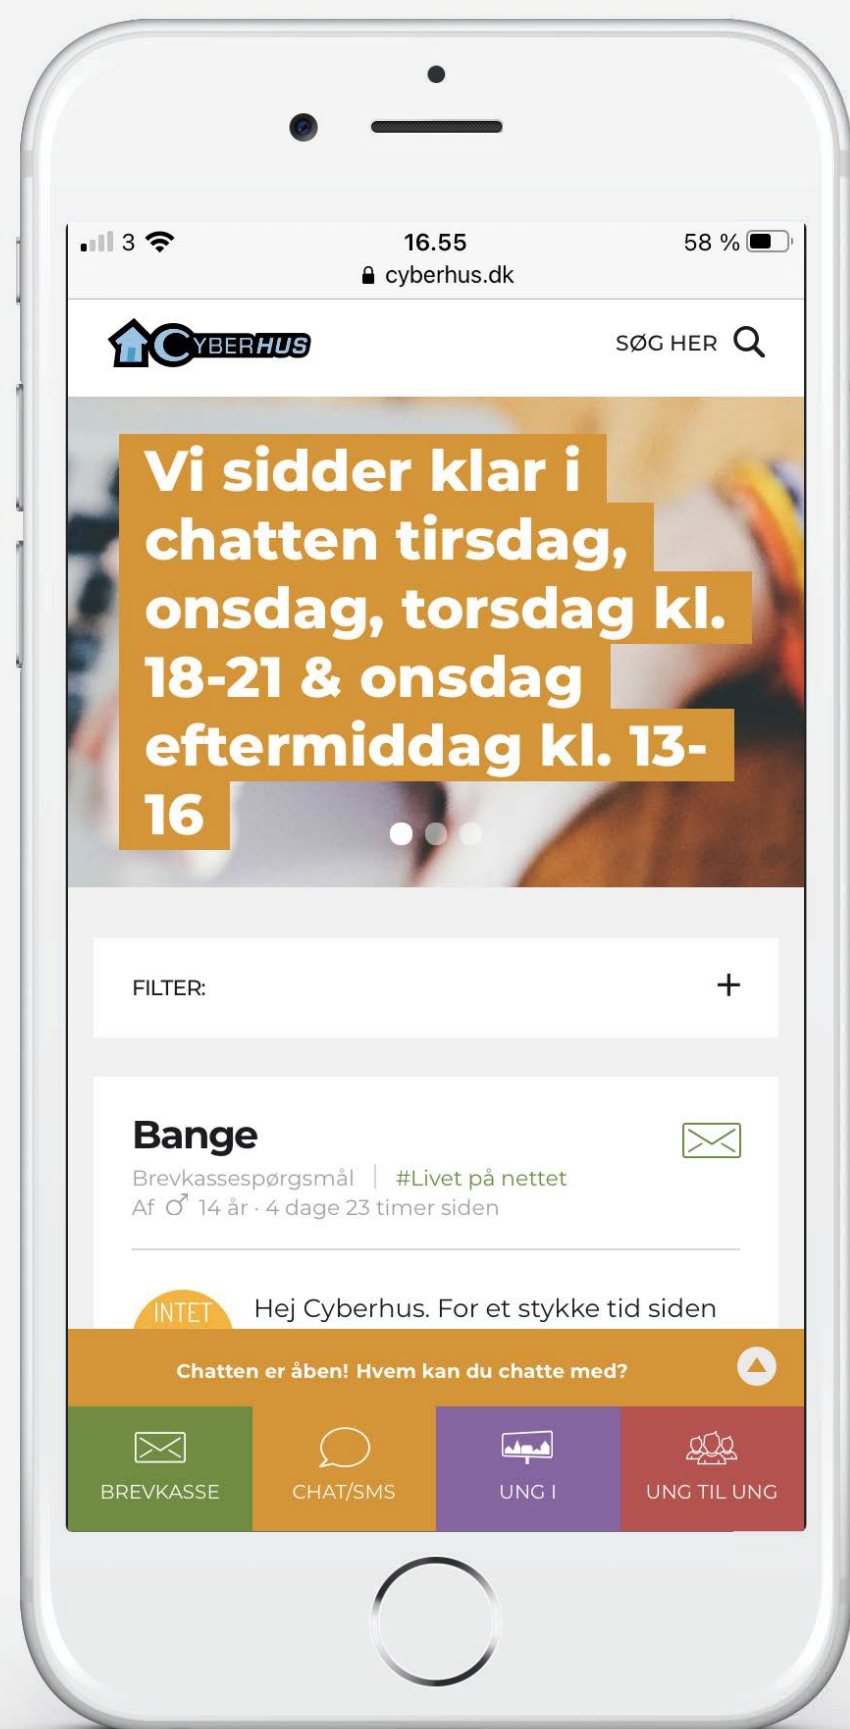 3 16.55 58 %
cyberhus.dk
CYBERHUS SØG HER
Vi sidder klar i
chatten tirsdag,
onsdag, torsdag kl.
18-21 & onsdag
eftermiddag kl. 13-
16
FILTER: +
Bange
Brevkassespørgsmål | #Livet på nettet
Af ♂ 14 år · 4 dage 23 timer siden
INTET
Hej Cyberhus. For et stykke tid siden
Chatten er åben! Hvem kan du chatte med?
BREVKASSE CHAT/SMS UNG I UNG TIL UNG